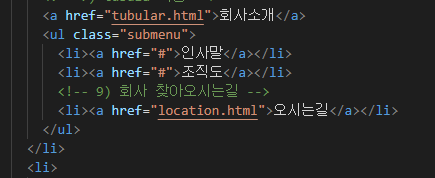 <a href="tubular.html">회사소개</a>
<ul class="submenu">
<li><a href="#">인사말</a></li>
<li><a href="#">조직도</a></li>
<!-- 9) 회사 찾아오시는길 -->
<li><a href="location.html">오시는길</a></li>
</ul>
</li>
<li>